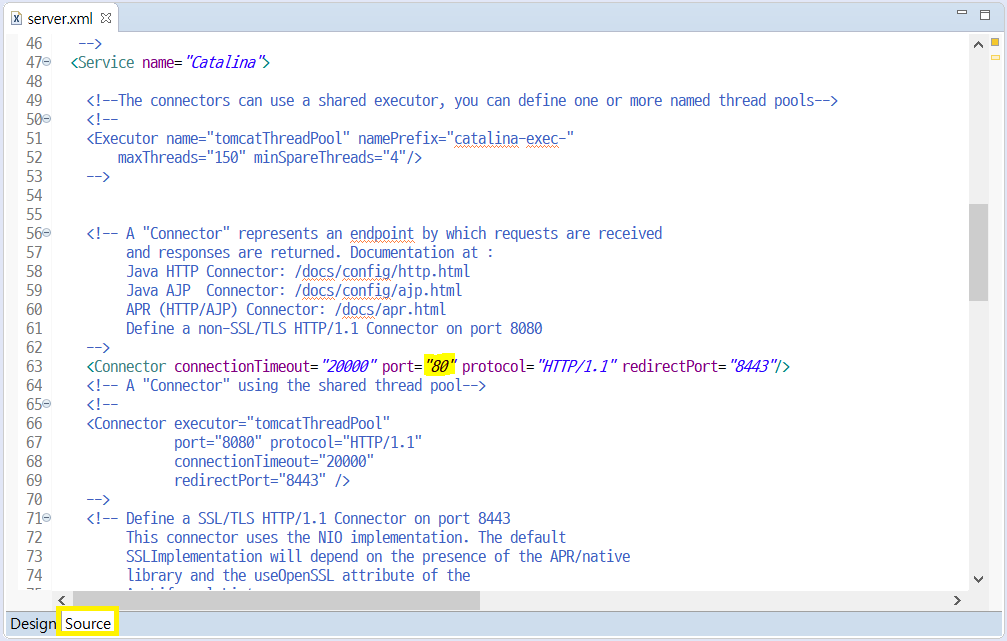 server.xml
46 -->
47 <Service name="Catalina">
48
49 <!--The connectors can use a shared executor, you can define one or more named thread pools-->
50 <!--
51 <Executor name="tomcatThreadPool" namePrefix="catalina-exec-"
52 maxThreads="150" minSpareThreads="4"/>
53 -->
54
55
56 <!-- A "Connector" represents an endpoint by which requests are received
57 and responses are returned. Documentation at :
58 Java HTTP Connector: /docs/config/http.html
59 Java AJP  Connector: /docs/config/ajp.html
60 APR (HTTP/AJP) Connector: /docs/apr.html
61 Define a non-SSL/TLS HTTP/1.1 Connector on port 8080
62 -->
63 <Connector connectionTimeout="20000" port="80" protocol="HTTP/1.1" redirectPort="8443"/>
64 <!-- A "Connector" using the shared thread pool-->
65 <!--
66 <Connector executor="tomcatThreadPool"
67 port="8080" protocol="HTTP/1.1"
68 connectionTimeout="20000"
69 redirectPort="8443" />
70 -->
71 <!-- Define a SSL/TLS HTTP/1.1 Connector on port 8443
72 This connector uses the NIO implementation. The default
73 SSLImplementation will depend on the presence of the APR/native
74 library and the useOpenSSL attribute of the
Design Source